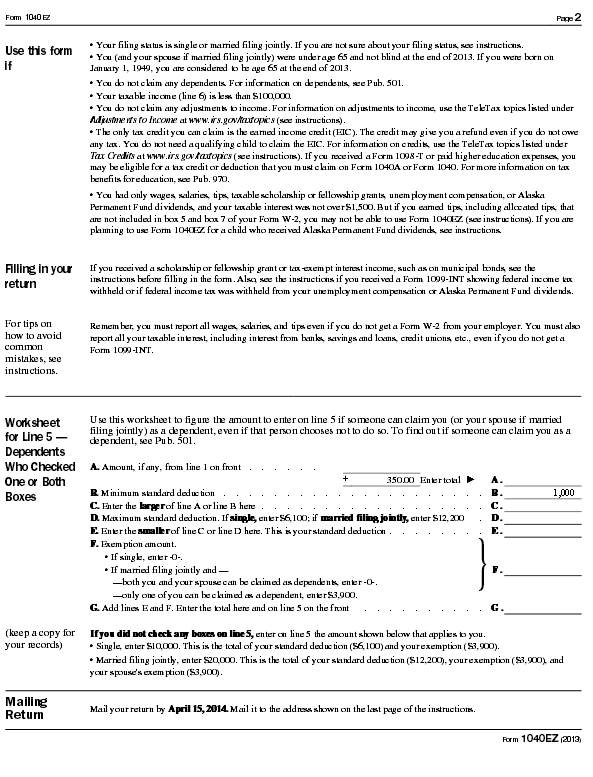 Form 1040EZ Page 2
Use this form if
• Your filing status is single or married filing jointly. If you are not sure about your filing status, see instructions.
• You (and your spouse if married filing jointly) were under age 65 and not blind at the end of 2013. If you were born on
January 1, 1949, you are considered to be age 65 at the end of 2013.
• You do not claim any dependents. For information on dependents, see Pub. 501.
• Your taxable income (line 6) is less than $100,000.
• You do not claim any adjustments to income. For information on adjustments to income, use the TeleTax topics listed under
Adjustments to Income at www.irs.gov/taxtopics (see instructions).
• The only tax credit you can claim is the earned income credit (EIC). The credit may give you a refund even if you do not owe
any tax. You do not need a qualifying child to claim the EIC. For information on credits, use the TeleTax topics listed under
Tax Credits at www.irs.gov/taxtopics (see instructions). If you received a Form 1098-T or paid higher education expenses, you
may be eligible for a tax credit or deduction that you must claim on Form 1040A or Form 1040. For more information on tax
benefits for education, see Pub. 970.
• You had only wages, salaries, tips, taxable scholarship or fellowship grants, unemployment compensation, or Alaska
Permanent Fund dividends, and your taxable interest was not over $1,500. But if you earned tips, including allocated tips, that
are not included in box 5 and box 7 of your Form W-2, you may not be able to use Form 1040EZ (see instructions). If you are
planning to use Form 1040EZ for a child who received Alaska Permanent Fund dividends, see instructions.
Filling in your
return
If you received a scholarship or fellowship grant or tax-exempt interest income, such as on municipal bonds, see the
instructions before filling in the form. Also, see the instructions if you received a Form 1099-INT showing federal income tax
withheld or if federal income tax was withheld from your unemployment compensation or Alaska Permanent Fund dividends.
For tips on
how to avoid
common
mistakes, see
instructions.
Remember, you must report all wages, salaries, and tips even if you do not get a Form W-2 from your employer. You must also
report all your taxable interest, including interest from banks, savings and loans, credit unions, etc., even if you do not get a
Form 1099-INT.
Worksheet
for Line 5 —
Dependents
Who Checked
One or Both
Boxes
Use this worksheet to figure the amount to enter on line 5 if someone can claim you (or your spouse if married
filing jointly) as a dependent, even if that person chooses not to do so. To find out if someone can claim you as a
dependent, see Pub. 501.
A. Amount, if any, from line 1 on front . . . . . .
+ 350.00 Enter total ▶ A.
B. Minimum standard deduction . . . . . . . . . . . . . . . . . . . . B. 1,000
C. Enter the larger of line A or line B here . . . . . . . . . . . . . . . . . C.
D. Maximum standard deduction. If single, enter $6,100; if married filing jointly, enter $12,200 . D.
E. Enter the smaller of line C or line D here. This is your standard deduction . . . . . . . E.
F. Exemption amount.
• If single, enter -0-.
• If married filing jointly and —
—both you and your spouse can be claimed as dependents, enter -0-.
—only one of you can be claimed as a dependent, enter $3,900.
F.
G. Add lines E and F. Enter the total here and on line 5 on the front . . . . . . . . . G.
(keep a copy for
your records)
If you did not check any boxes on line 5, enter on line 5 the amount shown below that applies to you.
• Single, enter $10,000. This is the total of your standard deduction ($6,100) and your exemption ($3,900).
• Married filing jointly, enter $20,000. This is the total of your standard deduction ($12,200), your exemption ($3,900), and
your spouse's exemption ($3,900).
Mailing
Return
Mail your return by April 15, 2014. Mail it to the address shown on the last page of the instructions.
Form 1040EZ (2013)